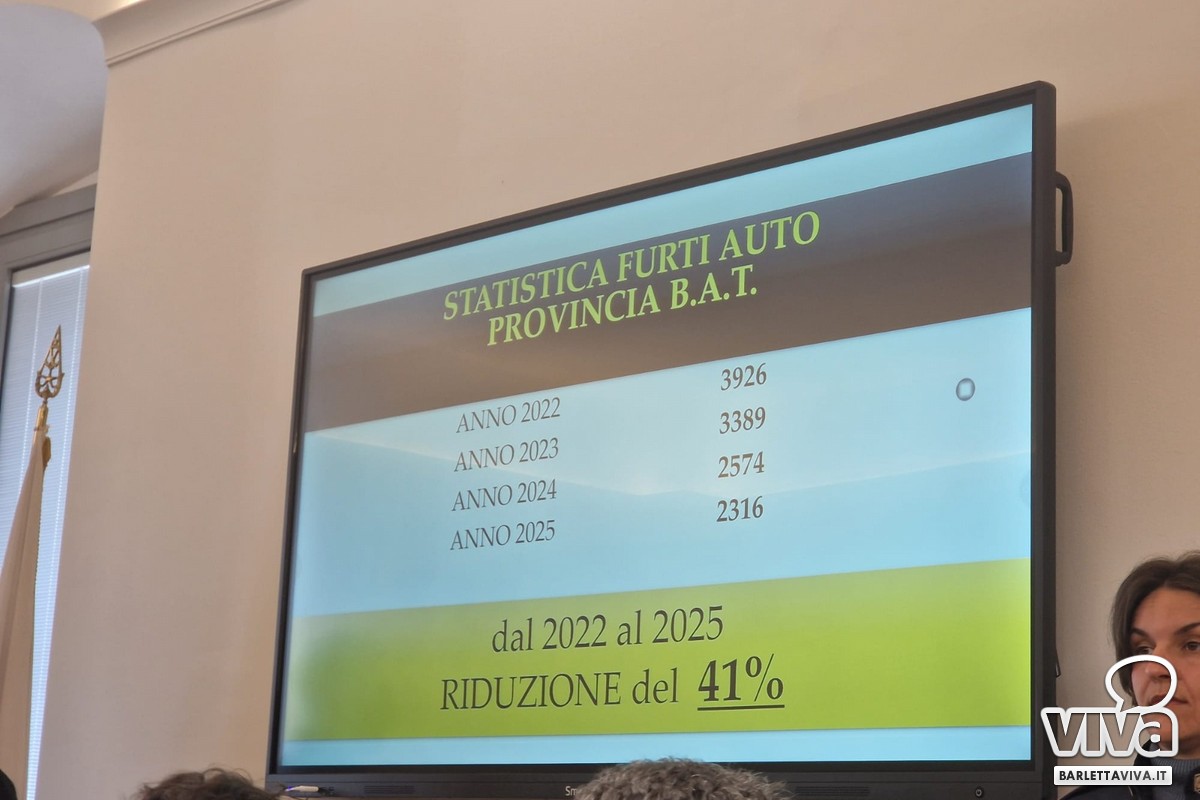 STATISTICA FURTI AUTO
PROVINCIA B.A.T.
ANNO 2022 3926
ANNO 2023 3389
ANNO 2024 2574
ANNO 2025 2316
dal 2022 al 2025
RIDUZIONE del 41%
VIVA
BARLETTAVIVA.IT